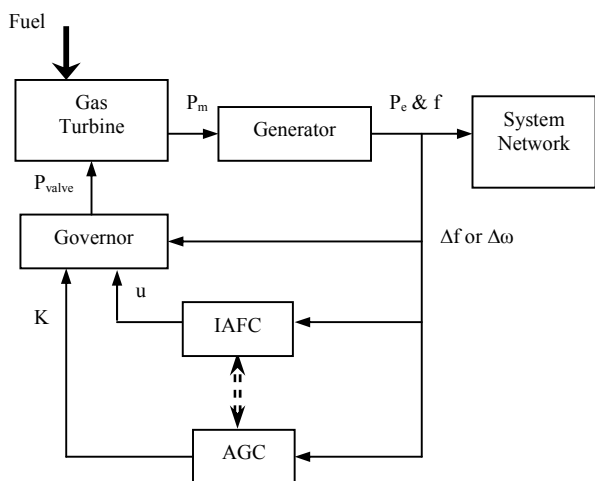 Fuel
Gas
Turbine
P_m
Generator
P_e & f
System
Network
P_valve
Governor
Δf or Δω
u
K
IAFC
AGC